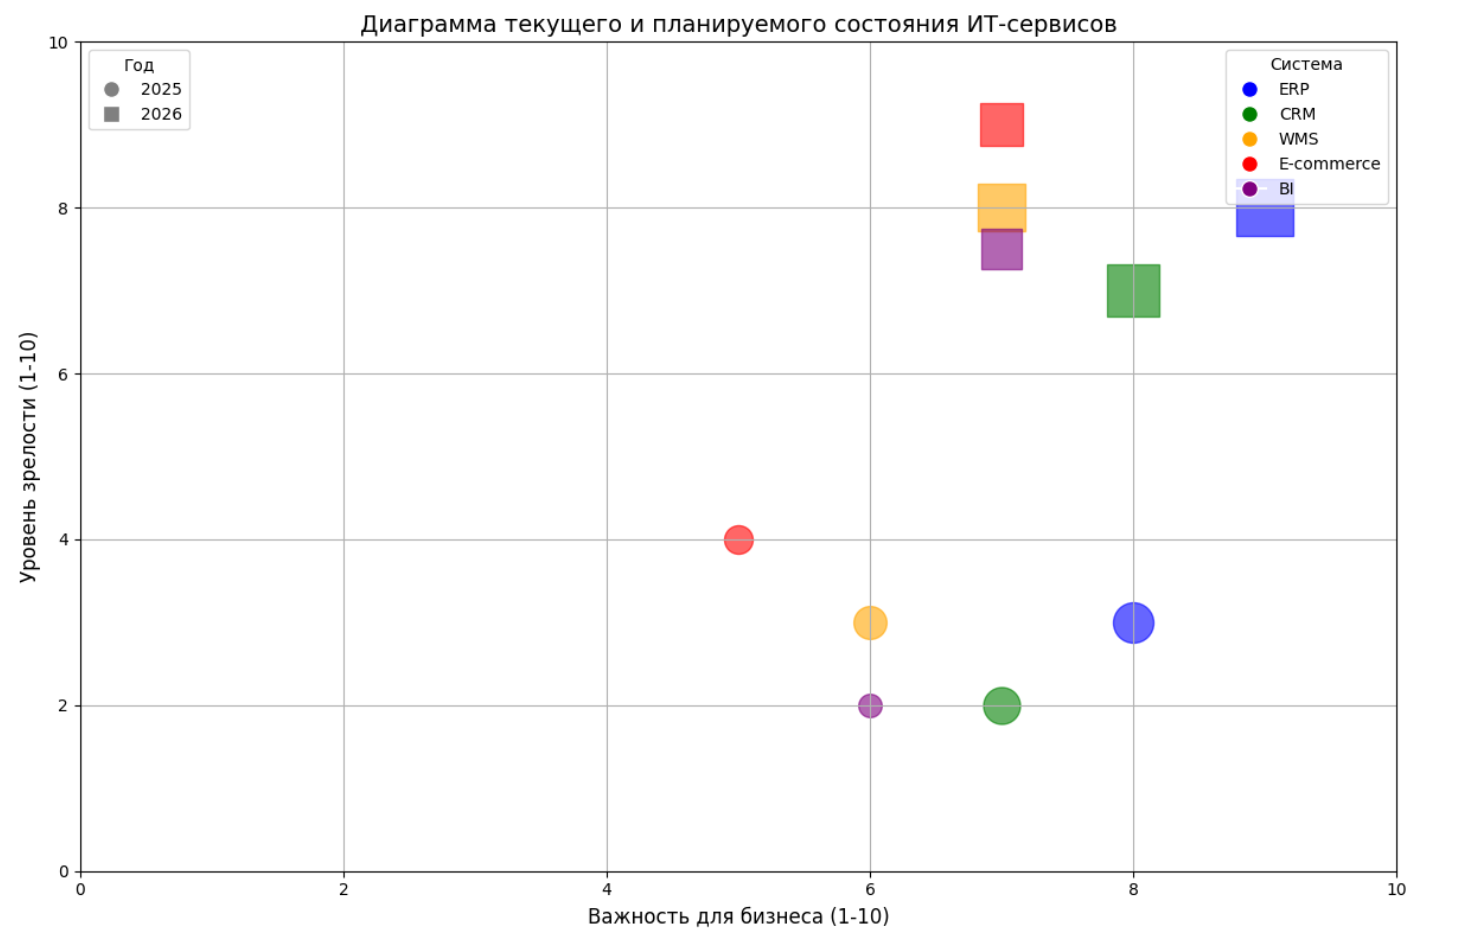 Диаграмма текущего и планируемого состояния ИТ-сервисов
Год
2025
2026
Система
ERP
CRM
WMS
E-commerce
BI
Уровень зрелости (1-10)
10
8
6
4
2
0
0
2
4
6
8
10
Важность для бизнеса (1-10)